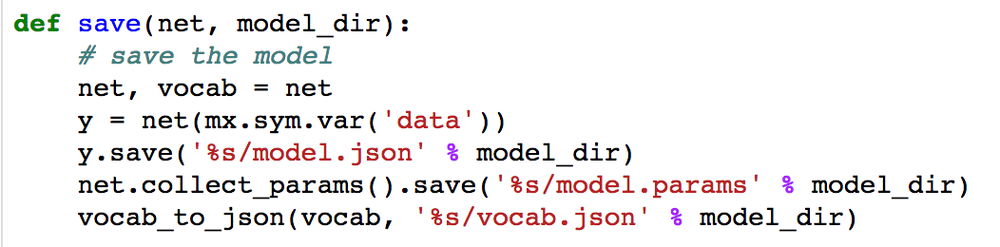 def save(net, model_dir):
    # save the model
    net, vocab = net
    y = net(mx.sym.var('data'))
    y.save('%s/model.json' % model_dir)
    net.collect_params().save('%s/model.params' % model_dir)
    vocab_to_json(vocab, '%s/vocab.json' % model_dir)